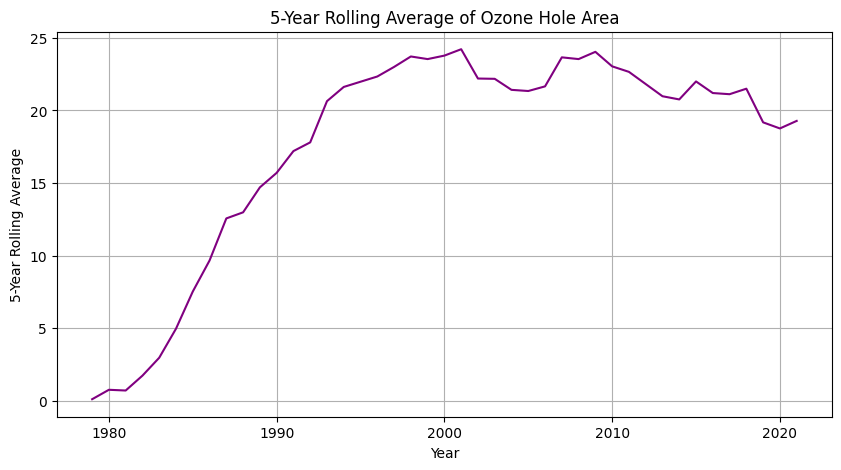 5-Year Rolling Average of Ozone Hole Area
5-Year Rolling Average
25
20
15
10
5
0
1980 1990 2000 2010 2020
Year